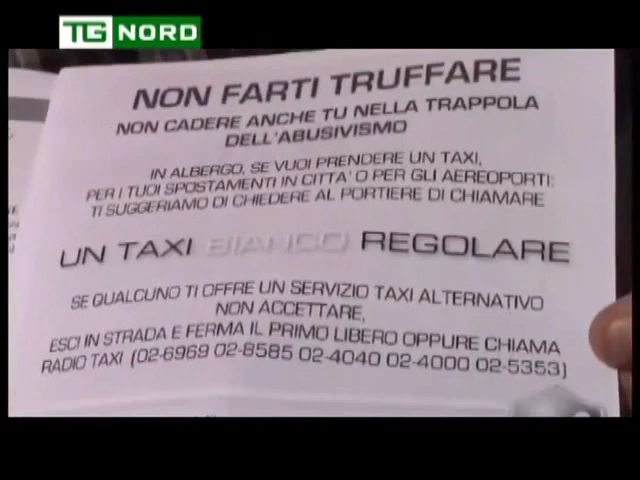 TG NORD
NON FARTI TRUFFARE
NON CADERE ANCHE TU NELLA TRAPPOLA
DELL'ABUSIVISMO
IN ALBERGO, SE VUOI PRENDERE UN TAXI,
PER I TUOI SPOSTAMENTI IN CITTA' O PER GLI AEREOPORTI:
TI SUGGERIAMO DI CHIEDERE AL PORTIERE DI CHIAMARE
UN TAXI BIANCO REGOLARE
SE QUALCUNO TI OFFRE UN SERVIZIO TAXI ALTERNATIVO
NON ACCETTARE,
ESCI IN STRADA E FERMA IL PRIMO LIBERO OPPURE CHIAMA
RADIO TAXI (02-6969 02-8585 02-4040 02-4000 02-5353)